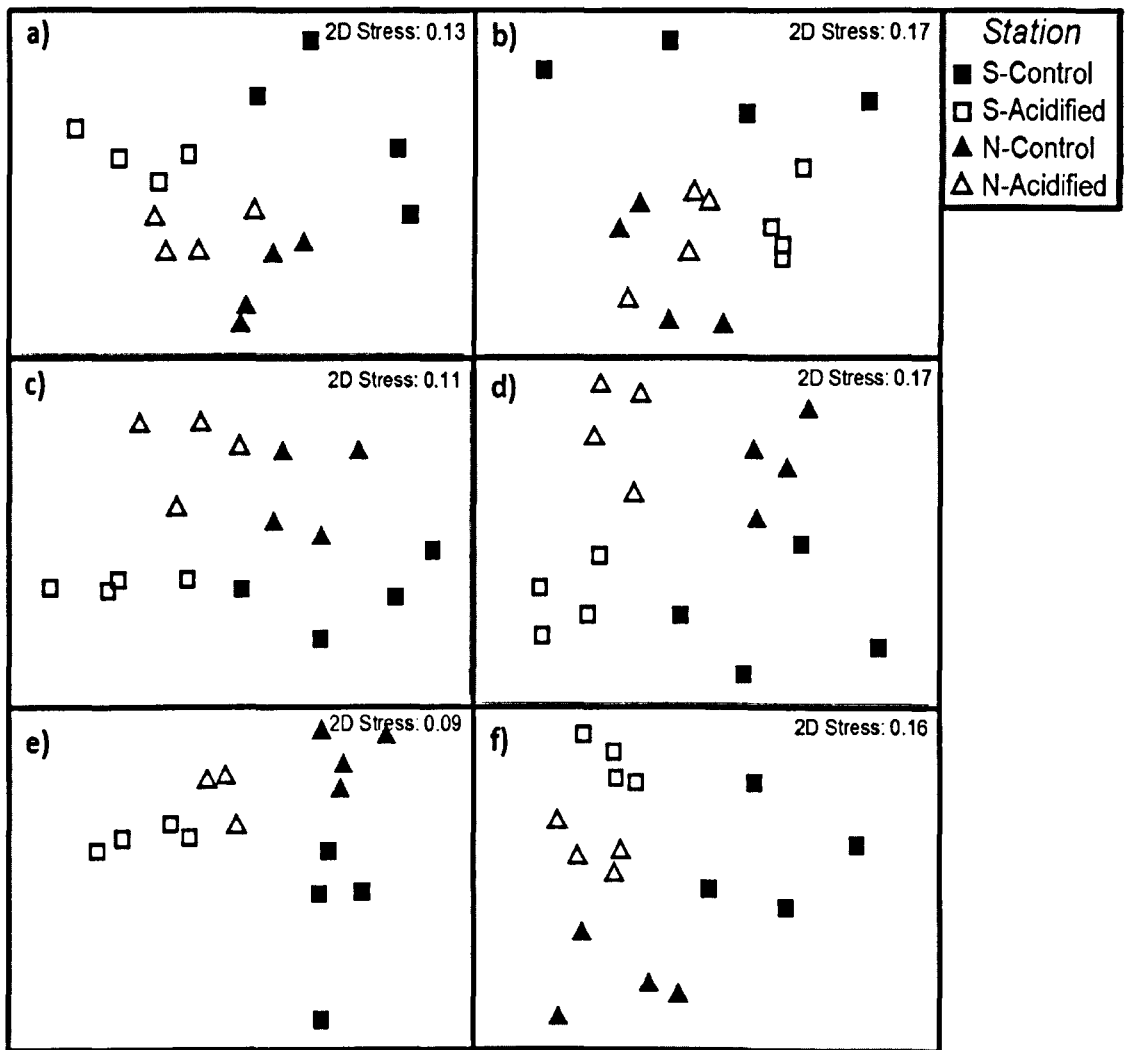 a)
2D Stress: 0.13
b)
2D Stress: 0.17
Station
S-Control
S-Acidified
N-Control
N-Acidified
c)
2D Stress: 0.11
d)
2D Stress: 0.17
e)
2D Stress: 0.09
f)
2D Stress: 0.16